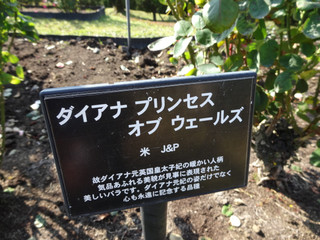 ダイアナ プリンセス
オブ ウェールズ
米 J&P
故ダイアナ元英国皇太子妃の暖かい人柄
気品あふれる美貌が見事に表現された
美しいバラです。ダイアナ元妃の姿だけでなく
心も永遠に記念する品種